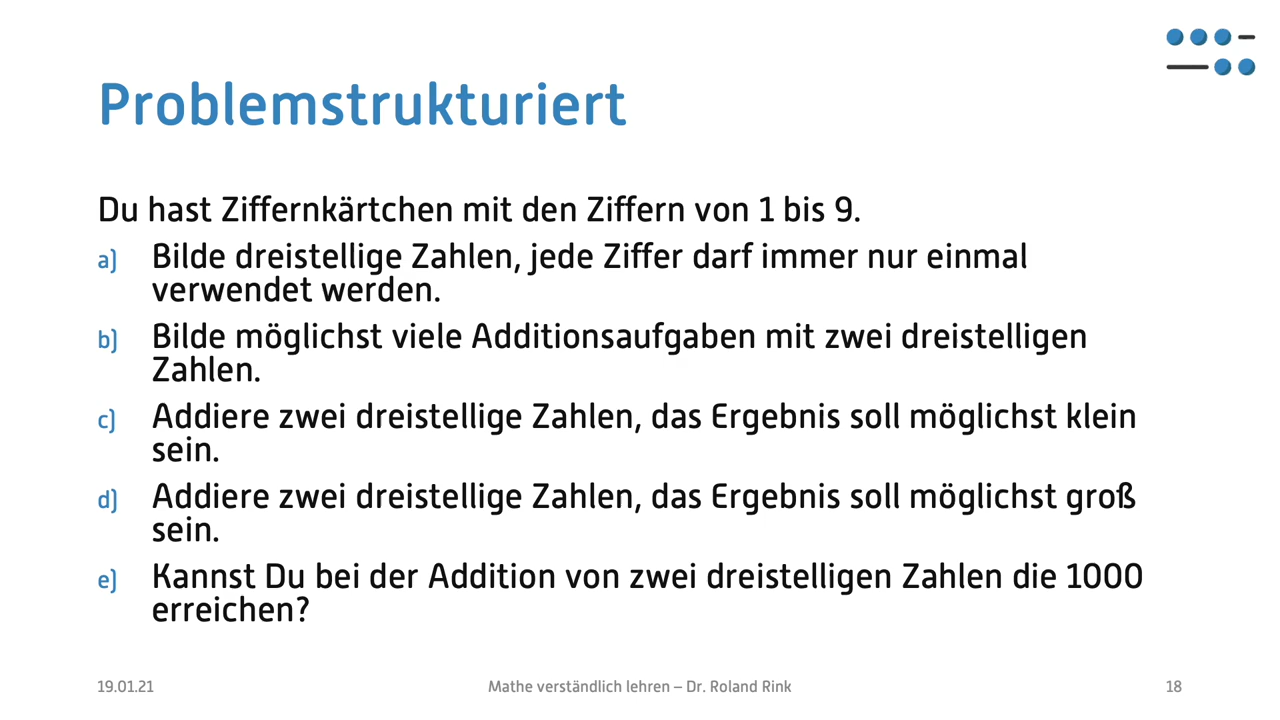 Problemstrukturiert
Du hast Ziffernkärtchen mit den Ziffern von 1 bis 9.
a) Bilde dreistellige Zahlen, jede Ziffer darf immer nur einmal
verwendet werden.
b) Bilde möglichst viele Additionsaufgaben mit zwei dreistelligen
Zahlen.
c) Addiere zwei dreistellige Zahlen, das Ergebnis soll möglichst klein
sein.
d) Addiere zwei dreistellige Zahlen, das Ergebnis soll möglichst groß
sein.
e) Kannst Du bei der Addition von zwei dreistelligen Zahlen die 1000
erreichen?
19.01.21 Mathe verständlich lehren – Dr. Roland Rink 18